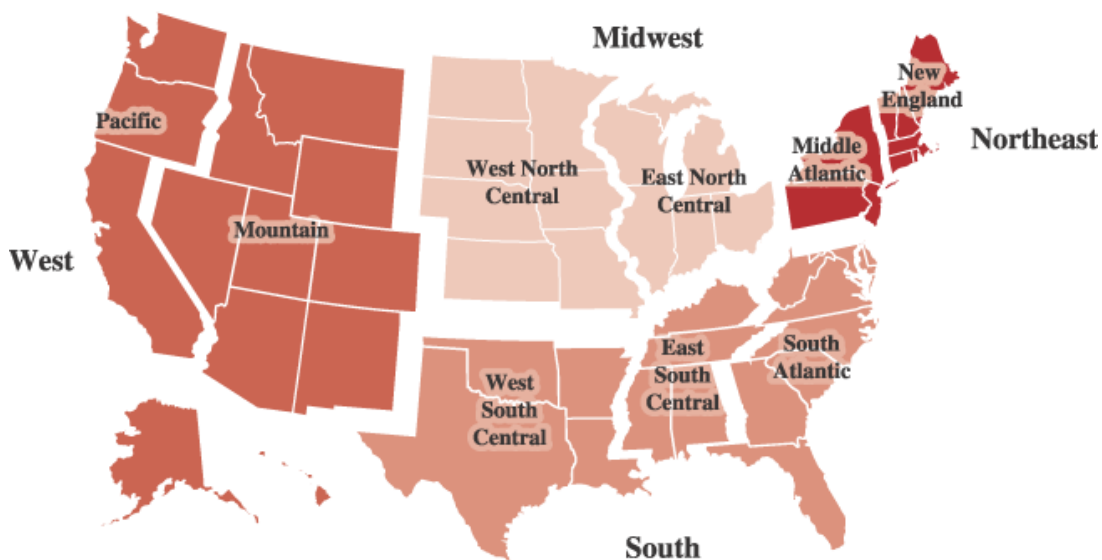 Midwest
New
England
Pacific
Northeast
Middle
Atlantic
West North
Central
East North
Central
Mountain
West
East
South
Central
South
Atlantic
West
South
Central
South